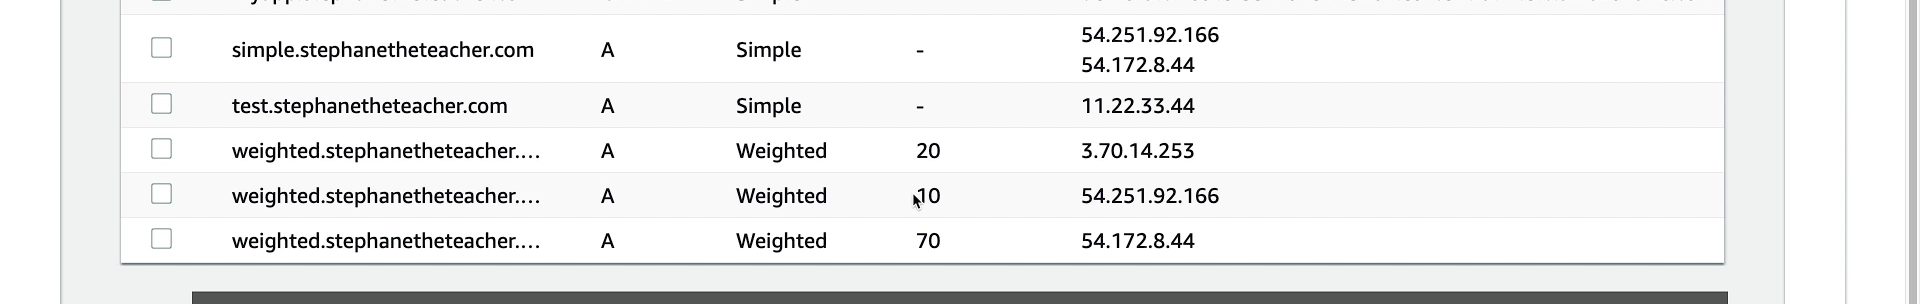 simple.stephanetheteacher.com A Simple - 54.251.92.166
54.172.8.44
test.stephanetheteacher.com A Simple - 11.22.33.44
weighted.stephanetheteacher.... A Weighted 20 3.70.14.253
weighted.stephanetheteacher.... A Weighted 10 54.251.92.166
weighted.stephanetheteacher.... A Weighted 70 54.172.8.44